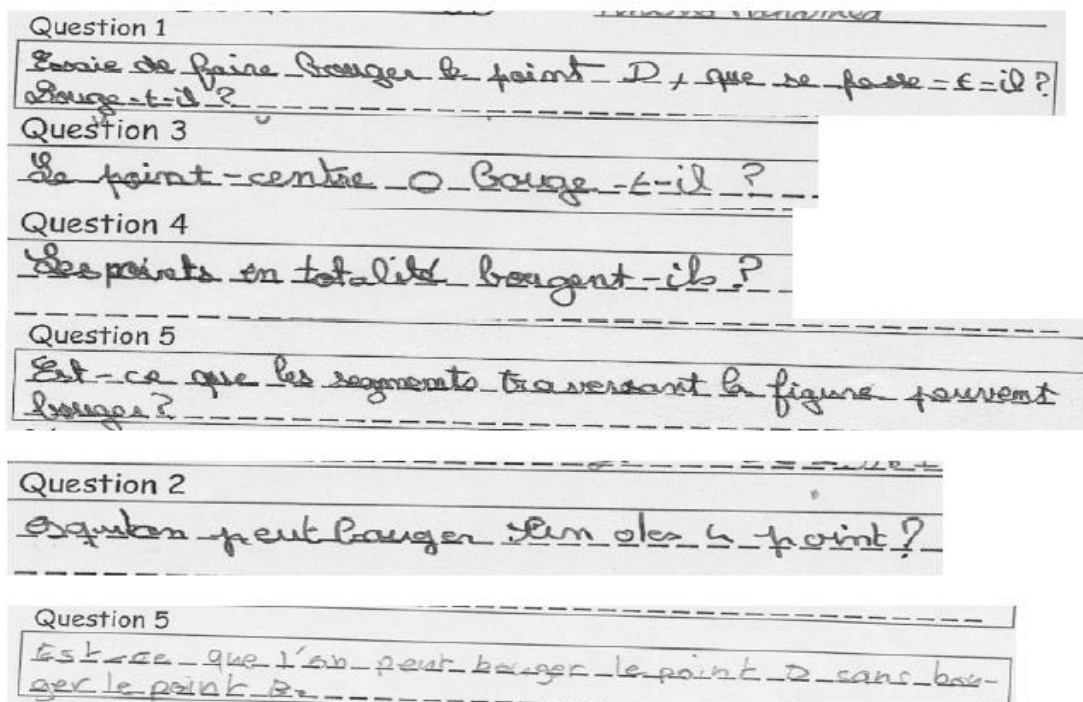 Question 1
Essaie de faire bouger le point D, que se passe-t-il ?
Bouge-t-il ?
Question 3
Le point-centre O bouge-t-il ?
Question 4
Les points en totalité bougent-ils ?
Question 5
Est-ce que les segments traversant la figure peuvent
bouger ?
Question 2
esquton peut bouger l'un des 4 point ?
Question 5
Est-ce que l'on peut bouger le point D sans bou-
ger le point B.